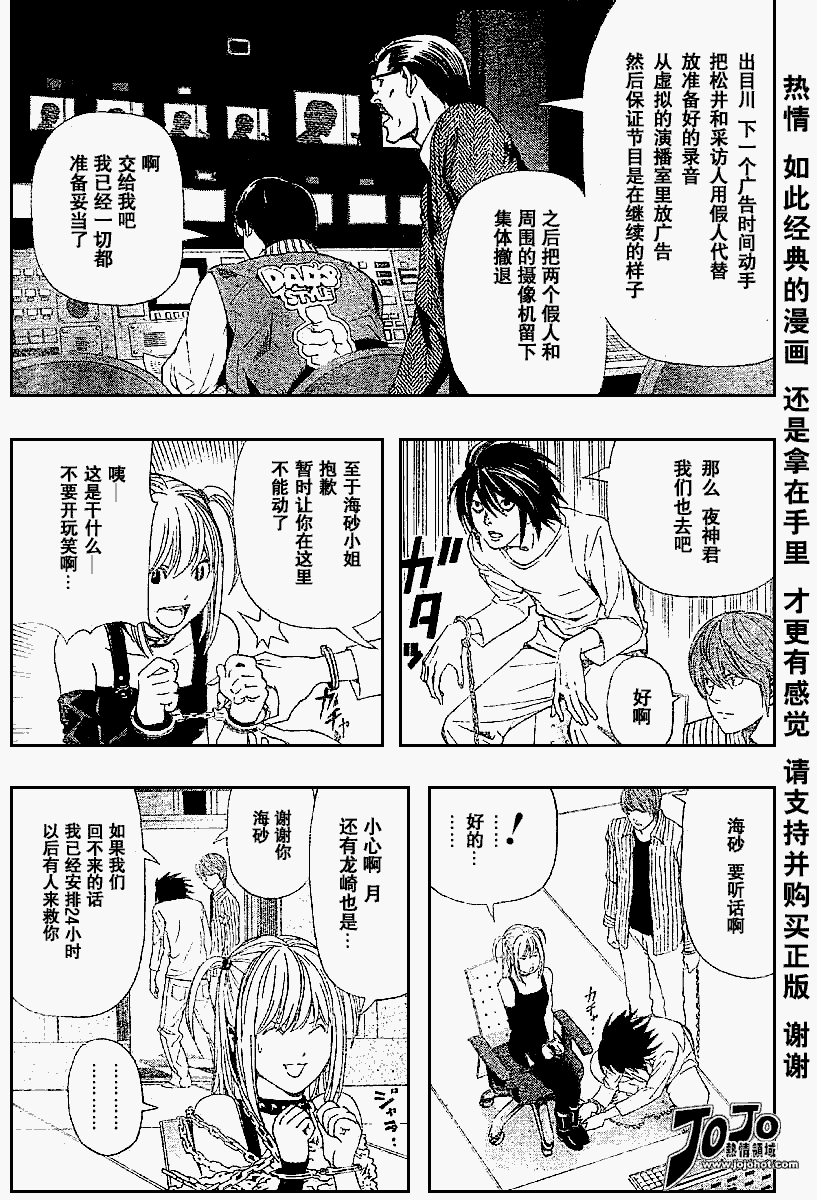 出目川 下一个广告时间动手
把松井和采访人用假人代替
放准备好的录音
从虚拟的演播室里放广告
然后保证节目是在继续的样子
之后把两个假人和
周围的摄像机留下
集体撤退
啊
交给我吧
我已经一切都
准备妥当了
那么 夜神君
我们也去吧
ガタッ
好啊
至于海砂小姐
抱歉
暂时让你在这里
不能动了
咦—
这是干什么—
不要开玩笑啊…
ガチャ
海砂 要听话啊
！
……
好的…
……
ガチャ
小心啊 月
还有龙崎也是…
谢谢你
海砂
如果我们
回不来的话
我已经安排24小时
以后有人来救你
………
………
ジャラ
热情 如此经典的漫画 还是拿在手里 才更有感觉 请支持并购买正版 谢谢
JOJO
熱情領域
www.jojohot.com